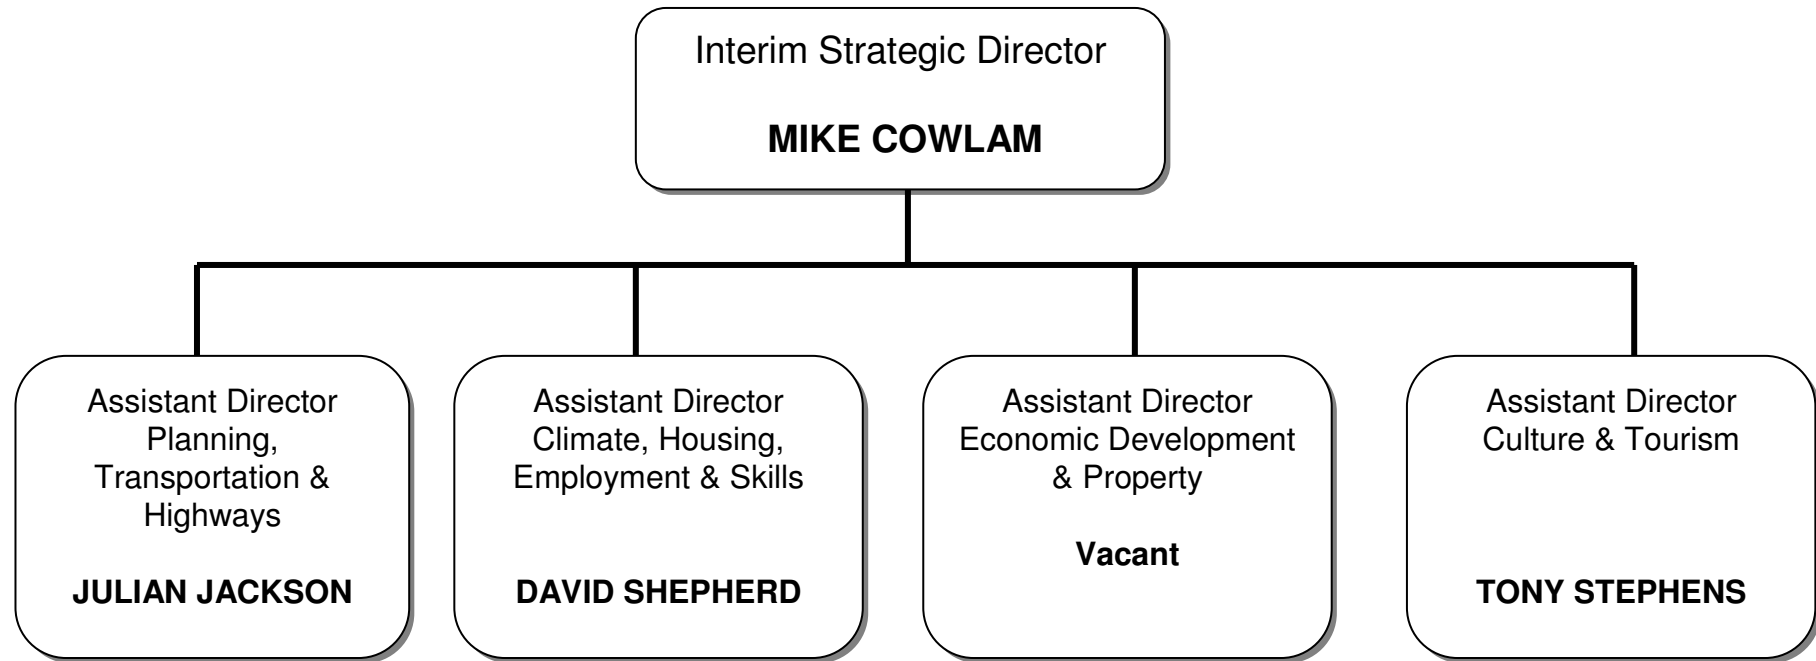 Interim Strategic Director
MIKE COWLAM
Assistant Director
Planning,
Transportation &
Highways
JULIAN JACKSON
Assistant Director
Climate, Housing,
Employment & Skills
DAVID SHEPHERD
Assistant Director
Economic Development
& Property
Vacant
Assistant Director
Culture & Tourism
TONY STEPHENS